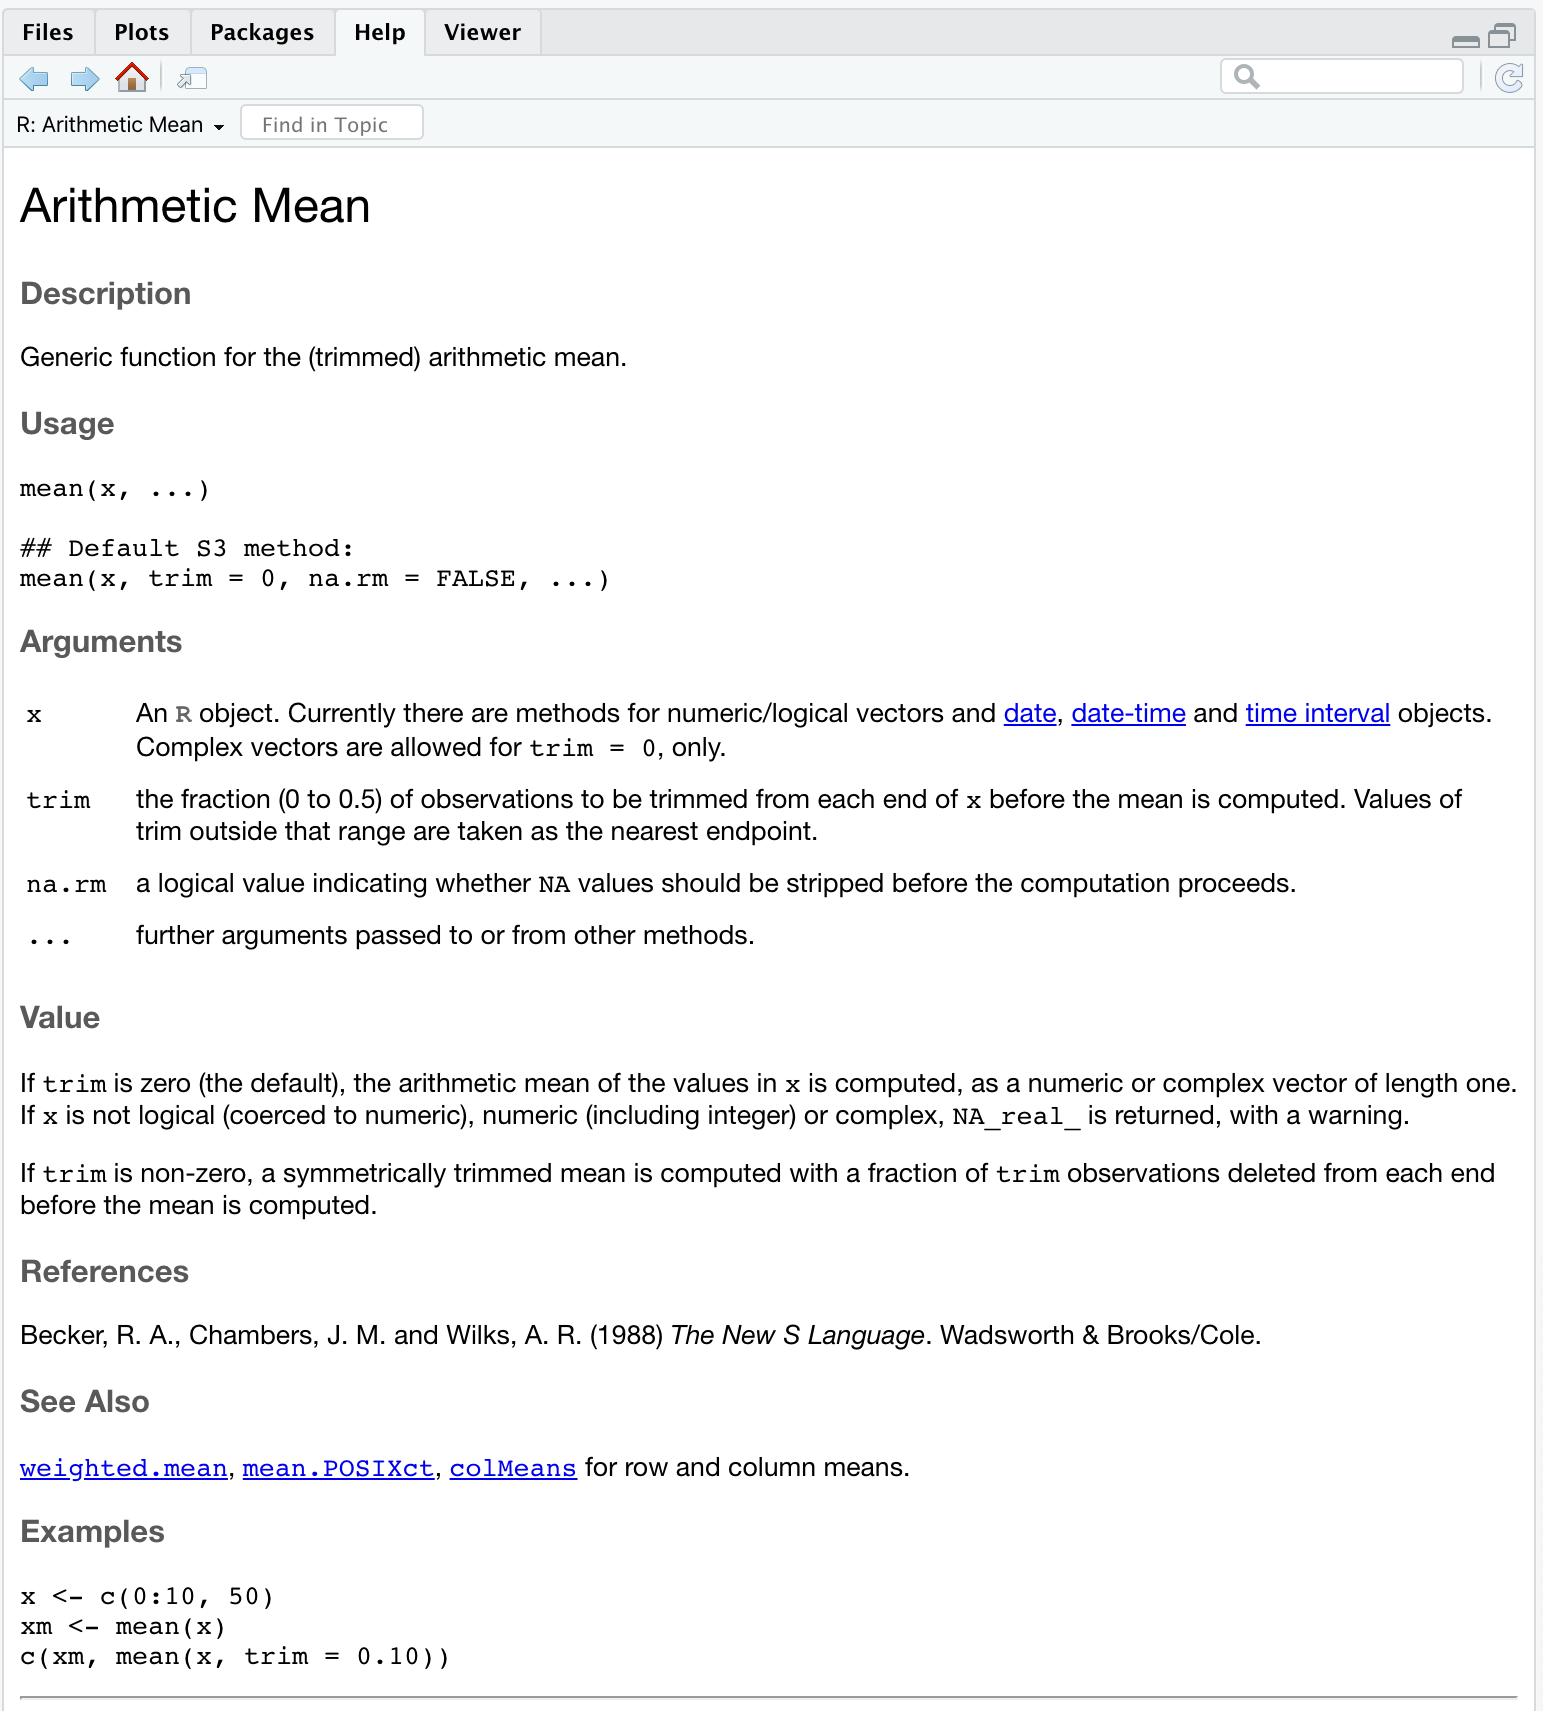 Files Plots Packages Help Viewer
R: Arithmetic Mean Find in Topic
Arithmetic Mean
Description
Generic function for the (trimmed) arithmetic mean.
Usage
mean(x, ...)
## Default S3 method:
mean(x, trim = 0, na.rm = FALSE, ...)
Arguments
x An R object. Currently there are methods for numeric/logical vectors and date, date-time and time interval objects.
Complex vectors are allowed for trim = 0, only.
trim the fraction (0 to 0.5) of observations to be trimmed from each end of x before the mean is computed. Values of
trim outside that range are taken as the nearest endpoint.
na.rm a logical value indicating whether NA values should be stripped before the computation proceeds.
... further arguments passed to or from other methods.
Value
If trim is zero (the default), the arithmetic mean of the values in x is computed, as a numeric or complex vector of length one.
If x is not logical (coerced to numeric), numeric (including integer) or complex, NA_real_ is returned, with a warning.
If trim is non-zero, a symmetrically trimmed mean is computed with a fraction of trim observations deleted from each end
before the mean is computed.
References
Becker, R. A., Chambers, J. M. and Wilks, A. R. (1988) The New S Language. Wadsworth & Brooks/Cole.
See Also
weighted.mean, mean.POSIXct, colMeans for row and column means.
Examples
x <- c(0:10, 50)
xm <- mean(x)
c(xm, mean(x, trim = 0.10))